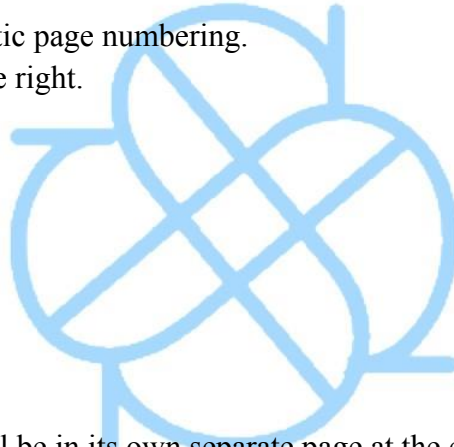 tic page numbering.
e right.
l be in its own separate page at the